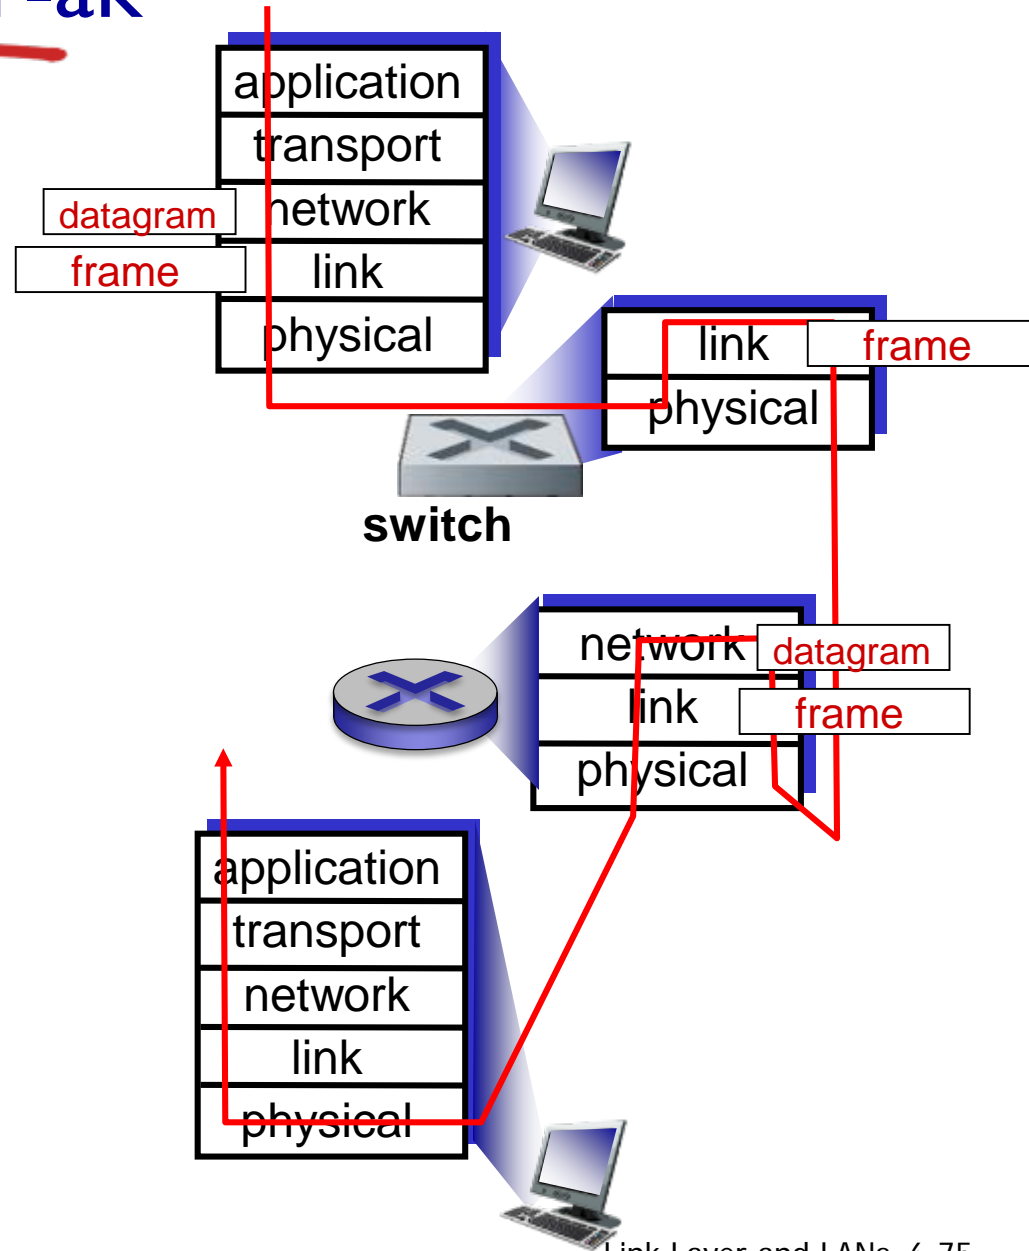 application
transport
datagram
network
frame
link
physical
link
frame
physical
switch
network
datagram
link
frame
physical
application
transport
network
link
physical